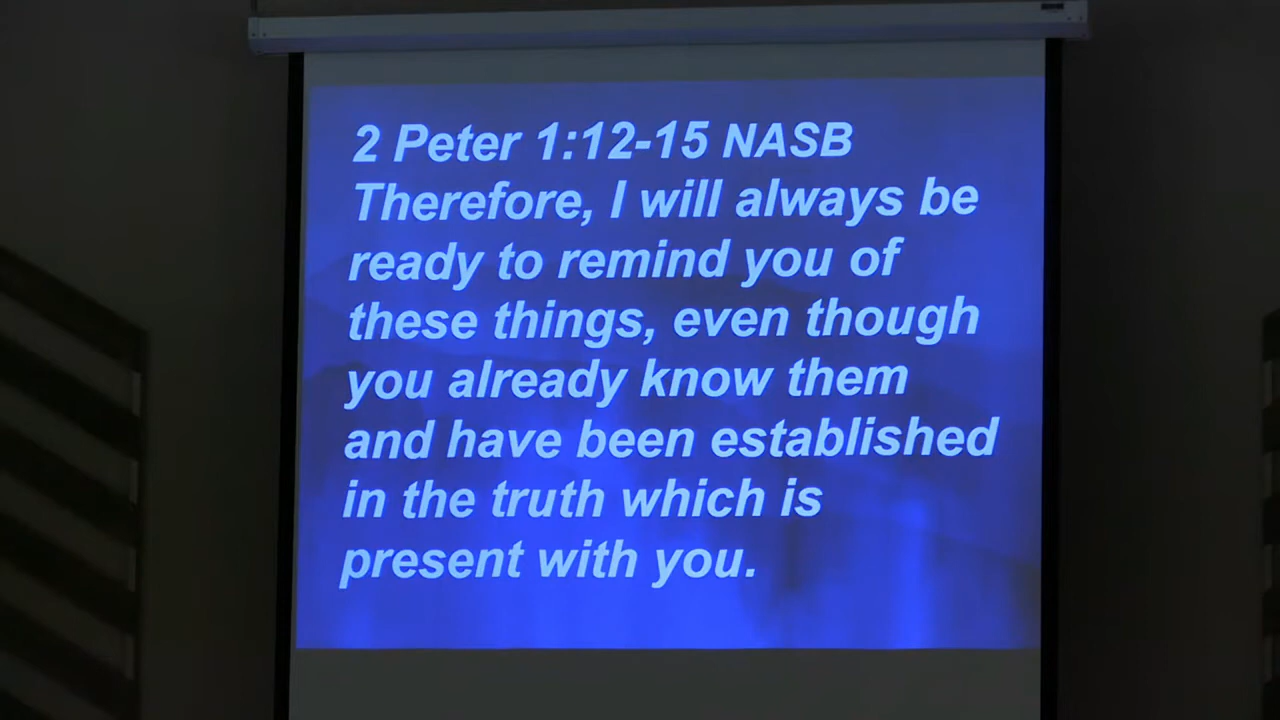 2 Peter 1:12-15 NASB
Therefore, I will always be
ready to remind you of
these things, even though
you already know them
and have been established
in the truth which is
present with you.